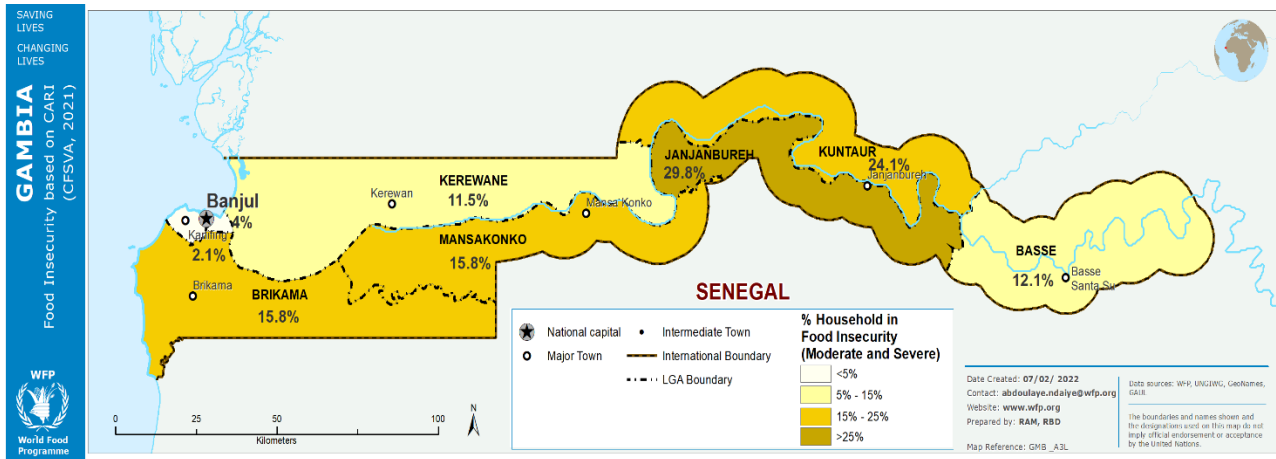 SAVING
LIVES
CHANGING
LIVES
GAMBIA
Food Insecurity based on CARI
(CFSVA, 2021)
WFP
World Food
Programme
Banjul
4%
Kanifing
2.1%
Brikama
BRIKAMA
15.8%
Kerewan
KEREWANE
11.5%
MANSAKONKO
15.8%
Mansa Konko
JANJANBUREH
29.8%
KUNTAUR
24.1%
Janjanbureh
BASSE
12.1%
Basse
Santa Su
SENEGAL
National capital
Major Town
Intermediate Town
International Boundary
LGA Boundary
% Household in
Food Insecurity
(Moderate and Severe)
<5%
5% - 15%
15% - 25%
>25%
0 25 50 100
Kilometers
N
Date Created: 07/02/ 2022
Contact: abdoulaye.ndaiye@wfp.org
Website: www.wfp.org
Prepared by: RAM, RBD
Map Reference: GMB _A3L
Data sources: WFP, UNGIWG, GeoNames,
GAUL
The boundaries and names shown and
the designations used on this map do not
imply official endorsement or acceptance
by the United Nations.